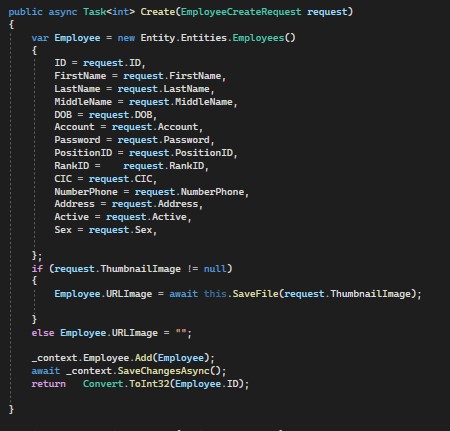 public async Task<int> Create(EmployeeCreateRequest request)
{
var Employee = new Entity.Entities.Employees()
{
ID = request.ID,
FirstName = request.FirstName,
LastName = request.LastName,
MiddleName = request.MiddleName,
DOB = request.DOB,
Account = request.Account,
Password = request.Password,
PositionID = request.PositionID,
RankID =    request.RankID,
CIC = request.CIC,
NumberPhone = request.NumberPhone,
Address = request.Address,
Active = request.Active,
Sex = request.Sex,
};
if (request.ThumbnailImage != null)
{
Employee.URLImage = await this.SaveFile(request.ThumbnailImage);
}
else Employee.URLImage = "";
_context.Employee.Add(Employee);
await _context.SaveChangesAsync();
return   Convert.ToInt32(Employee.ID);
}